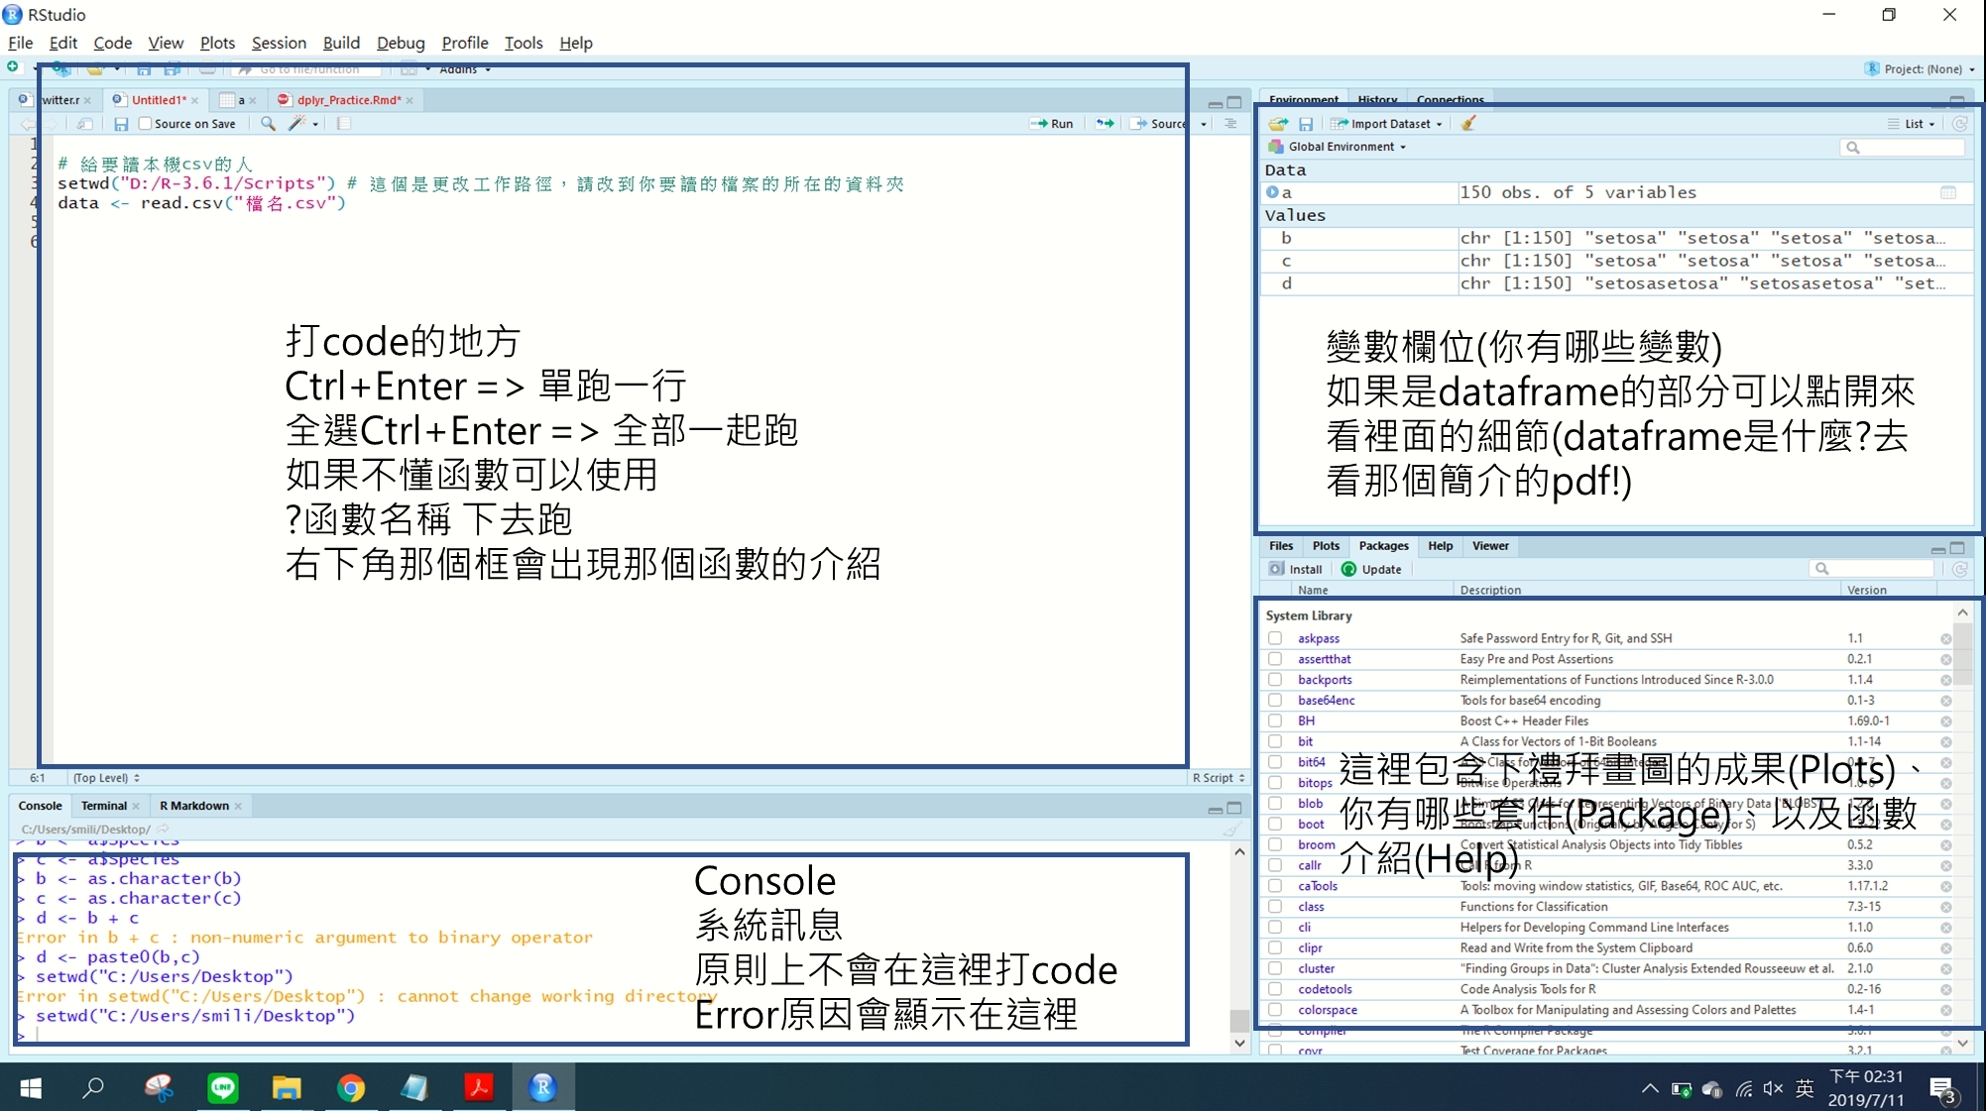 RStudio
File Edit Code View Plots Session Build Debug Profile Tools Help
Go to file/function Addins
Project: (None)
twitter.r Untitled1* a dplyr_Practice.Rmd*
Source on Save Run Source
1
2 # 給要讀本機csv的人
3 setwd("D:/R-3.6.1/Scripts") # 這個是更改工作路徑，請改到你要讀的檔案的所在的資料夾
4 data <- read.csv("檔名.csv")
5
6
打code的地方
Ctrl+Enter => 單跑一行
全選Ctrl+Enter => 全部一起跑
如果不懂函數可以使用
?函數名稱 下去跑
右下角那個框會出現那個函數的介紹
6:1 (Top Level) R Script
Console Terminal R Markdown
C:/Users/smili/Desktop/
> b <- a$Species
> c <- a$Species
> b <- as.character(b)
> c <- as.character(c)
> d <- b + c
Error in b + c : non-numeric argument to binary operator
> d <- paste0(b,c)
> setwd("C:/Users/Desktop")
Error in setwd("C:/Users/Desktop") : cannot change working directory
> setwd("C:/Users/smili/Desktop")
>
Console
系統訊息
原則上不會在這裡打code
Error原因會顯示在這裡
Environment History Connections
Import Dataset List
Global Environment
Data
a 150 obs. of 5 variables
Values
b chr [1:150] "setosa" "setosa" "setosa" "setosa…
c chr [1:150] "setosa" "setosa" "setosa" "setosa…
d chr [1:150] "setosasetosa" "setosasetosa" "set…
變數欄位(你有哪些變數)
如果是dataframe的部分可以點開來
看裡面的細節(dataframe是什麼?去
看那個簡介的pdf!)
Files Plots Packages Help Viewer
Install Update
Name Description Version
System Library
askpass Safe Password Entry for R, Git, and SSH 1.1
assertthat Easy Pre and Post Assertions 0.2.1
backports Reimplementations of Functions Introduced Since R-3.0.0 1.1.4
base64enc Tools for base64 encoding 0.1-3
BH Boost C++ Header Files 1.69.0-1
bit A Class for Vectors of 1-Bit Booleans 1.1-14
bit64
bitops Bitwise Operations
blob A Simple S3 Class for Representing Vectors of Binary Data ('BLOBS')
boot Bootstrap Functions (Originally by Angelo Canty for S)
broom Convert Statistical Analysis Objects into Tidy Tibbles 0.5.2
callr Call R from R 3.3.0
caTools Tools: moving window statistics, GIF, Base64, ROC AUC, etc. 1.17.1.2
class Functions for Classification 7.3-15
cli Helpers for Developing Command Line Interfaces 1.1.0
clipr Read and Write from the System Clipboard 0.6.0
cluster "Finding Groups in Data": Cluster Analysis Extended Rousseeuw et al. 2.1.0
codetools Code Analysis Tools for R 0.2-16
colorspace A Toolbox for Manipulating and Assessing Colors and Palettes 1.4-1
compiler The R Compiler Package 3.6.1
covr Test Coverage for Packages 3.2.1
這裡包含下禮拜畫圖的成果(Plots)、
你有哪些套件(Package)、以及函數
介紹(Help)
LINE
英
下午 02:31
2019/7/11
3